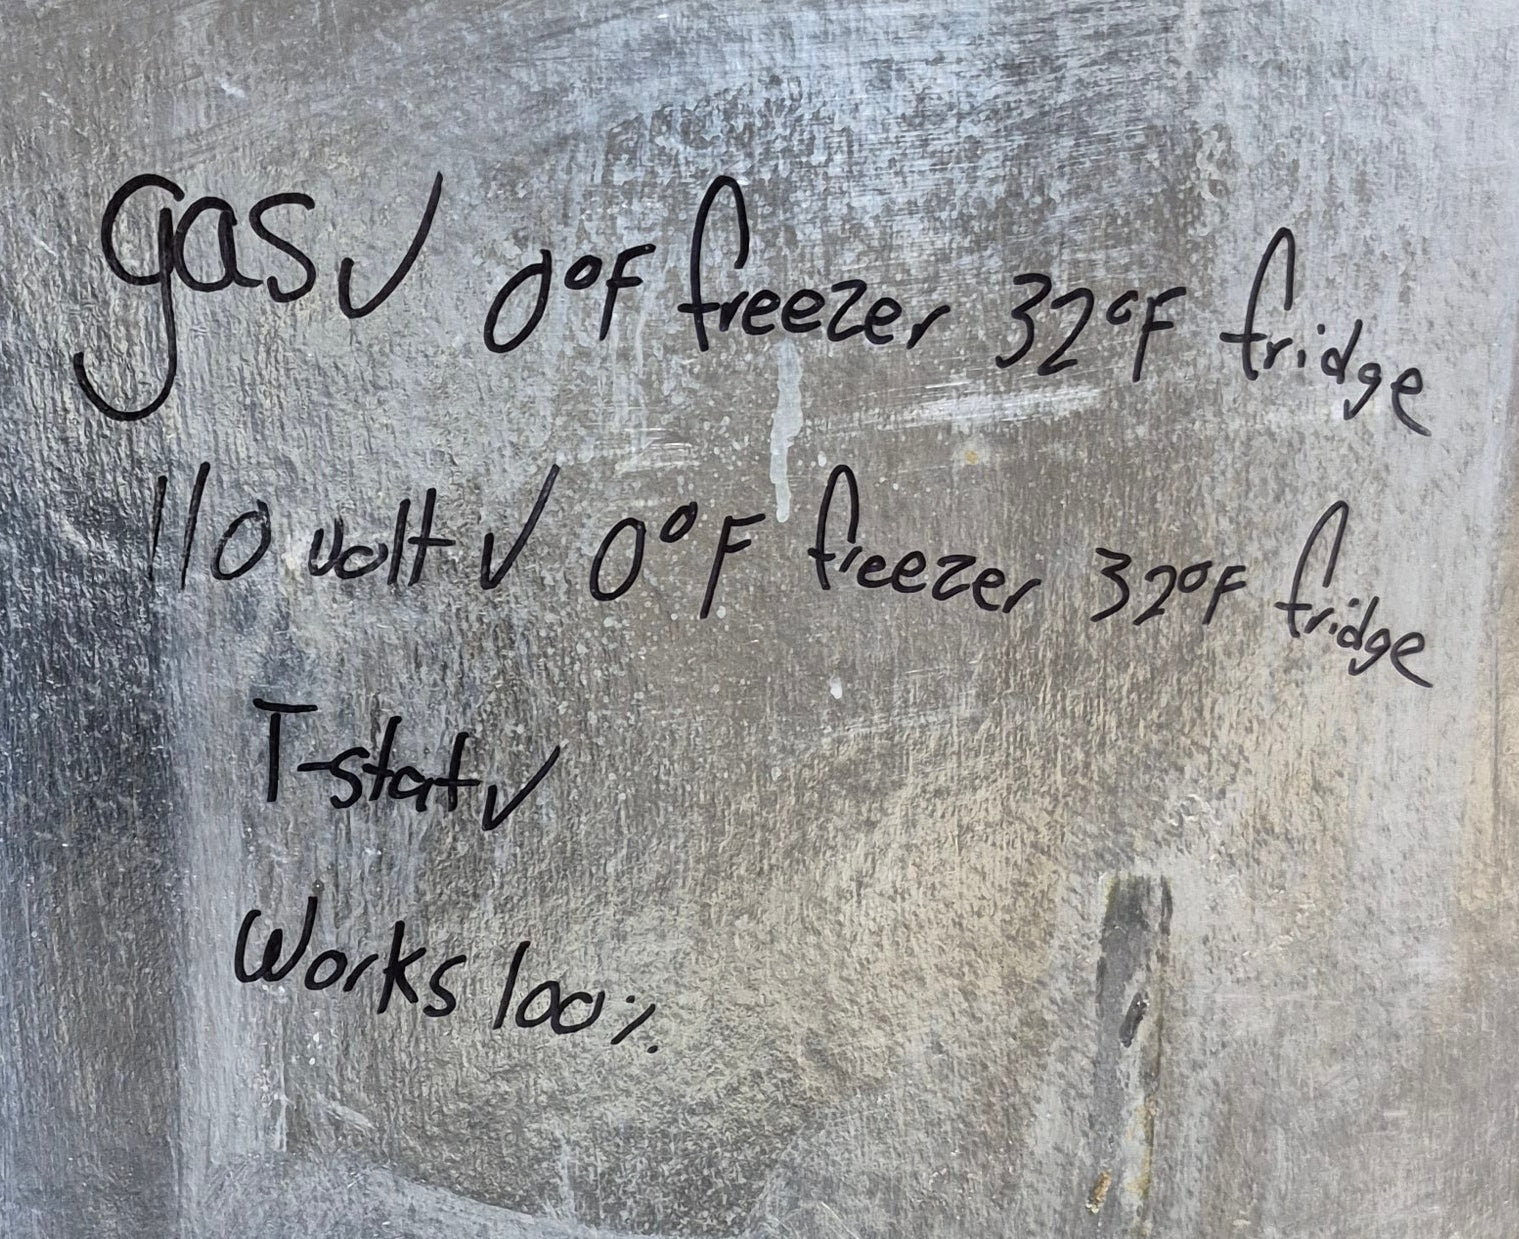 gas ✓ 0°F freezer 32°F fridge
110 volt ✓ 0°F freezer 32°F fridge
T-stat ✓
Works 100%